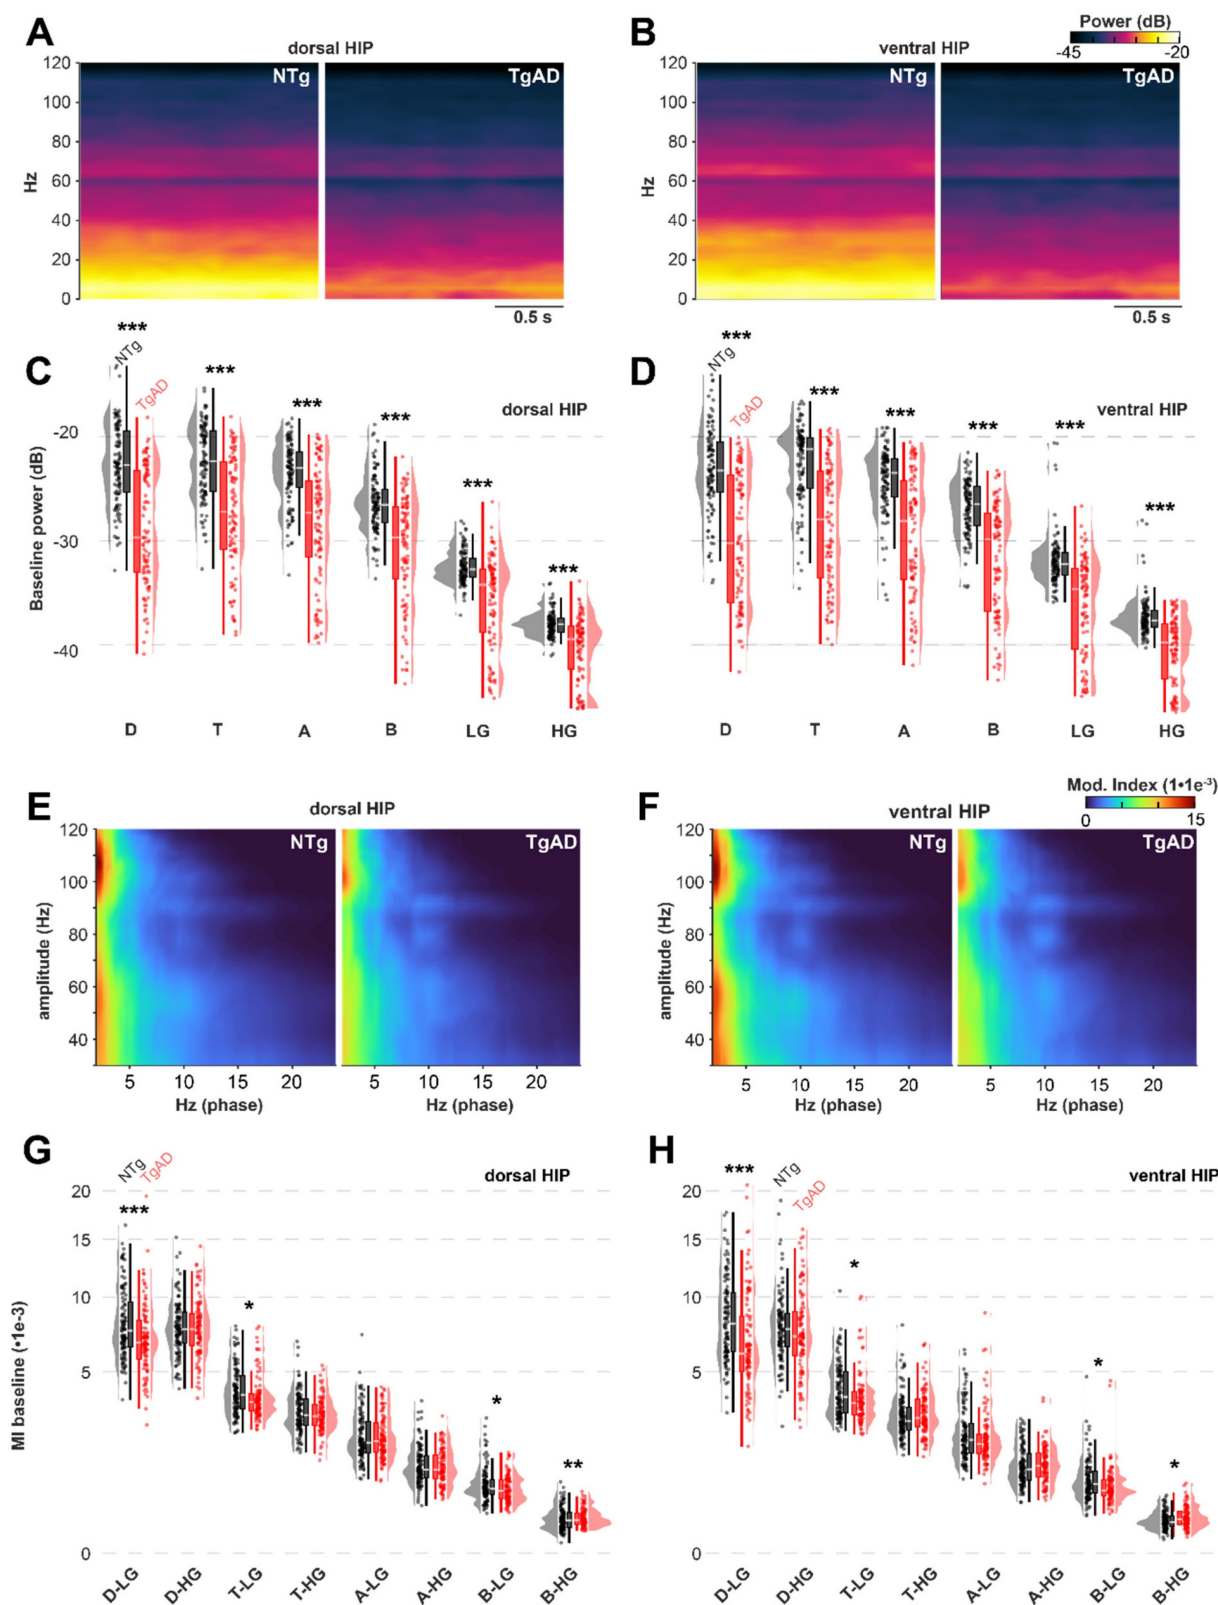 A
dorsal HIP
B
ventral HIP
Power (dB)
-45
-20
NTg
TgAD
NTg
TgAD
120
100
80
60
40
20
0
Hz
120
100
80
60
40
20
0
Hz
0.5 s
0.5 s
C
***
NTg
TgAD
***
***
***
***
***
dorsal HIP
-20
-30
-40
Baseline power (dB)
D
T
A
B
LG
HG
D
***
NTg
TgAD
***
***
***
***
***
ventral HIP
D
T
A
B
LG
HG
E
dorsal HIP
F
ventral HIP
Mod. Index (1•1e⁻³)
0
15
NTg
TgAD
NTg
TgAD
120
100
80
60
40
amplitude (Hz)
5
10
15
20
5
10
15
20
Hz (phase)
Hz (phase)
120
100
80
60
40
amplitude (Hz)
5
10
15
20
5
10
15
20
Hz (phase)
Hz (phase)
G
NTg
TgAD
dorsal HIP
***
*
*
**
20
15
10
5
0
MI baseline (•1e-3)
D-LG
D-HG
T-LG
T-HG
A-LG
A-HG
B-LG
B-HG
H
***
NTg
TgAD
ventral HIP
*
*
*
20
15
10
5
0
D-LG
D-HG
T-LG
T-HG
A-LG
A-HG
B-LG
B-HG